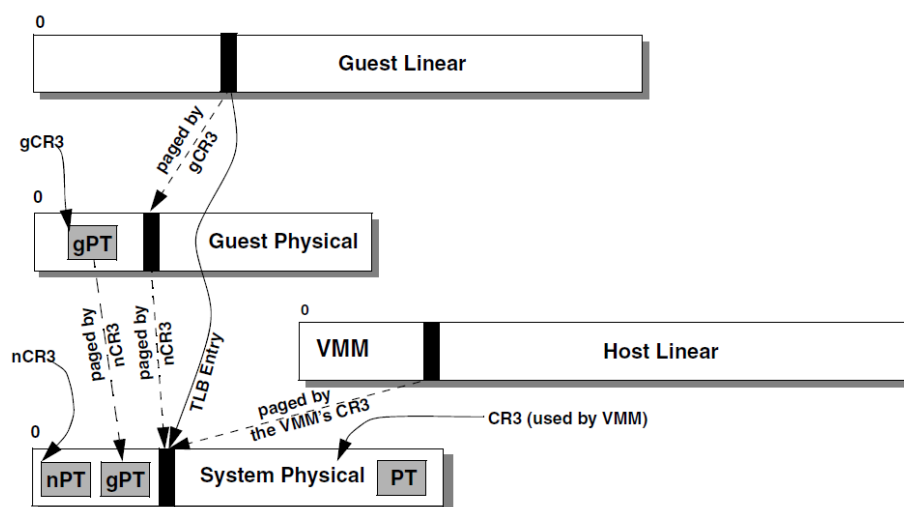 0
Guest Linear
paged by
gCR3
gCR3
0
gPT
Guest Physical
paged by
nCR3
paged by
nCR3
TLB Entry
0
VMM
Host Linear
nCR3
paged by
the VMM's CR3
CR3 (used by VMM)
0
nPT
gPT
System Physical
PT